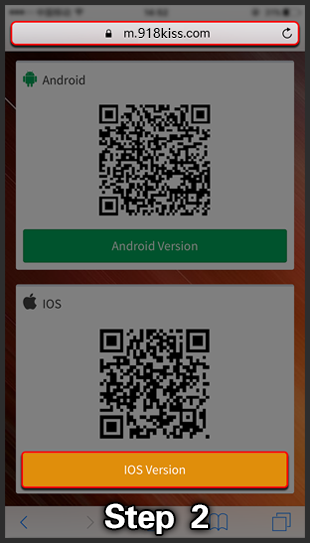 m.918kiss.com
Android
Android Version
IOS
IOS Version
Step 2